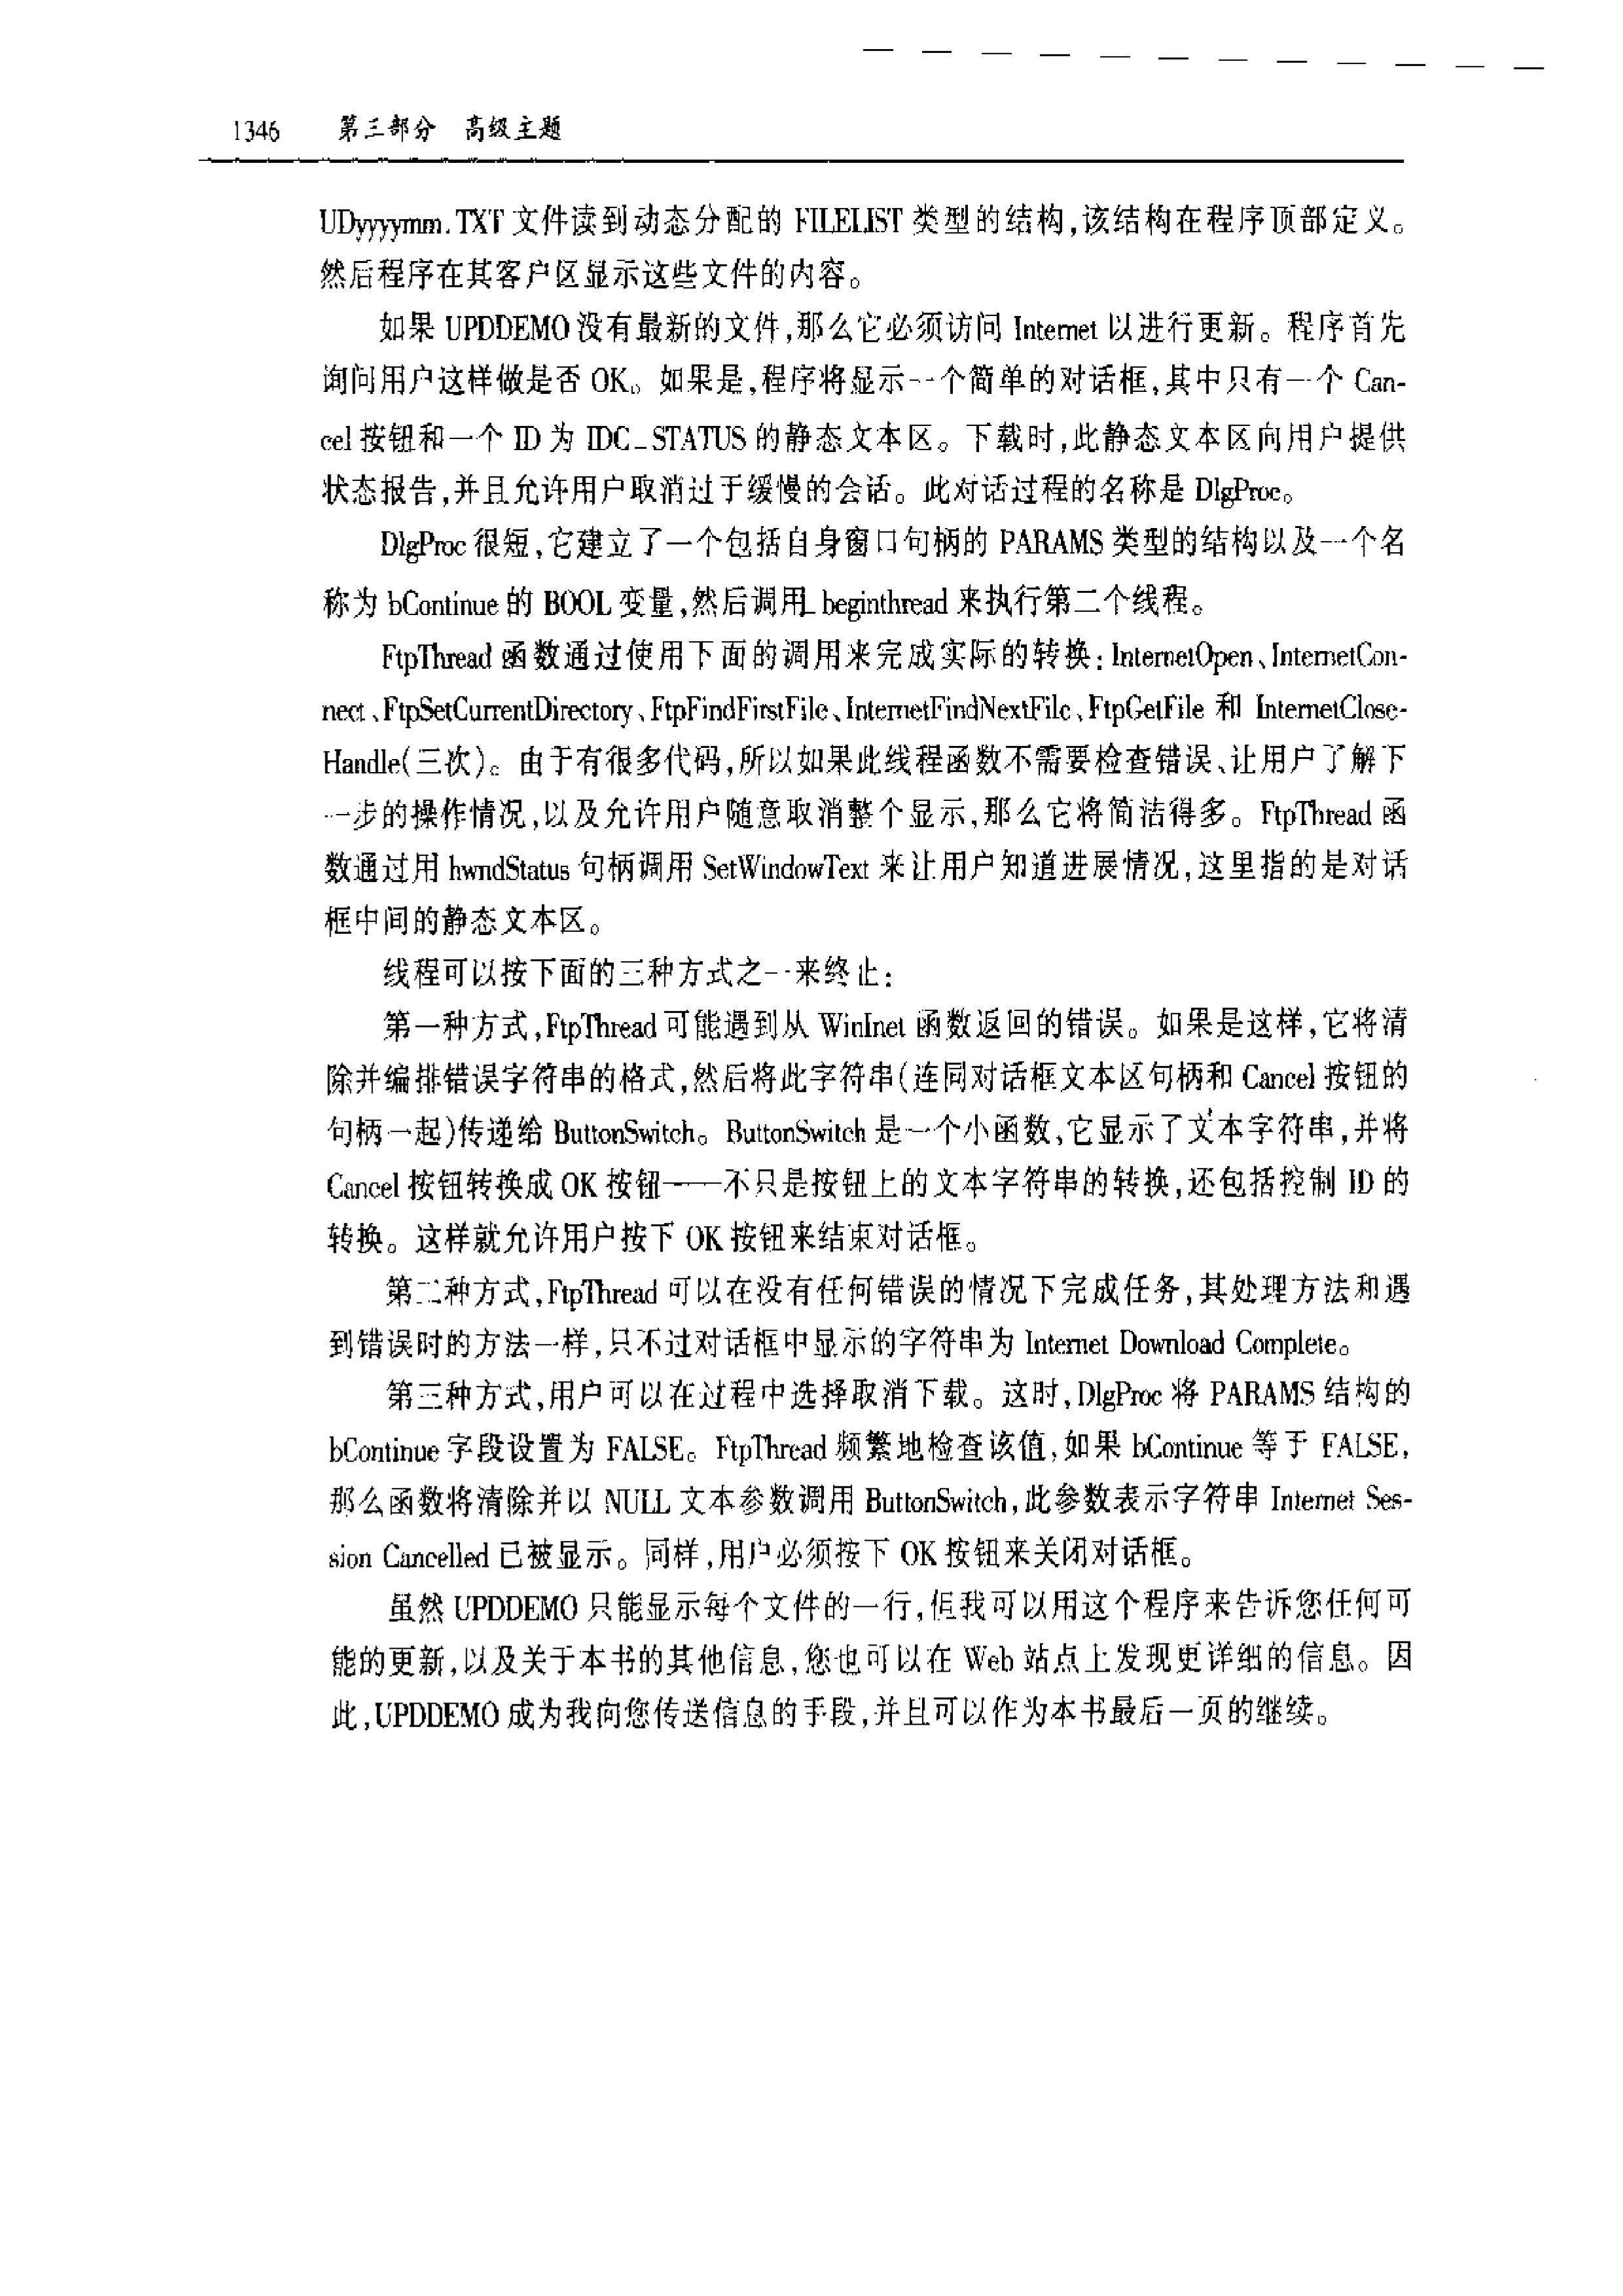 1346 第三部分 高级主题
UDyyyymm.TXT 文件读到动态分配的 FILELIST 类型的结构,该结构在程序顶部定义。
然后程序在其客户区显示这些文件的内容。
如果 UPDDEMO 没有最新的文件,那么它必须访问 Internet 以进行更新。程序首先
询问用户这样做是否 OK。如果是,程序将显示一个简单的对话框,其中只有一个 Can-
cel 按钮和一个 ID 为 IDC_STATUS 的静态文本区。下载时,此静态文本区向用户提供
状态报告,并且允许用户取消过于缓慢的会话。此对话过程的名称是 DlgProc。
DlgProc 很短,它建立了一个包括自身窗口句柄的 PARAMS 类型的结构以及一个名
称为 bContinue 的 BOOL 变量,然后调用_beginthread 来执行第二个线程。
FtpThread 函数通过使用下面的调用来完成实际的转换:InternetOpen、InternetCon-
nect、FtpSetCurrentDirectory、FtpFindFirstFile、InternetFindNextFile、FtpGetFile 和 InternetClose-
Handle(三次)。由于有很多代码,所以如果此线程函数不需要检查错误、让用户了解下
一步的操作情况,以及允许用户随意取消整个显示,那么它将简洁得多。FtpThread 函
数通过用 hwndStatus 句柄调用 SetWindowText 来让用户知道进展情况,这里指的是对话
框中间的静态文本区。
线程可以按下面的三种方式之一来终止:
第一种方式,FtpThread 可能遇到从 WinInet 函数返回的错误。如果是这样,它将清
除并编排错误字符串的格式,然后将此字符串(连同对话框文本区句柄和 Cancel 按钮的
句柄一起)传递给 ButtonSwitch。ButtonSwitch 是一个小函数、它显示了文本字符串,并将
Cancel 按钮转换成 OK 按钮——不只是按钮上的文本字符串的转换,还包括控制 ID 的
转换。这样就允许用户按下 OK 按钮来结束对话框。
第二种方式,FtpThread 可以在没有任何错误的情况下完成任务,其处理方法和遇
到错误时的方法一样,只不过对话框中显示的字符串为 Internet Download Complete。
第三种方式,用户可以在过程中选择取消下载。这时,DlgProc 将 PARAMS 结构的
bContinue 字段设置为 FALSE。FtpThread 频繁地检查该值,如果 bContinue 等于 FALSE,
那么函数将清除并以 NULL 文本参数调用 ButtonSwitch,此参数表示字符串 Internet Ses-
sion Cancelled 已被显示。同样,用户必须按下 OK 按钮来关闭对话框。
虽然 UPDDEMO 只能显示每个文件的一行,但我可以用这个程序来告诉您任何可
能的更新,以及关于本书的其他信息,您也可以在 Web 站点上发现更详细的信息。因
此,UPDDEMO 成为我向您传送信息的手段,并且可以作为本书最后一页的继续。